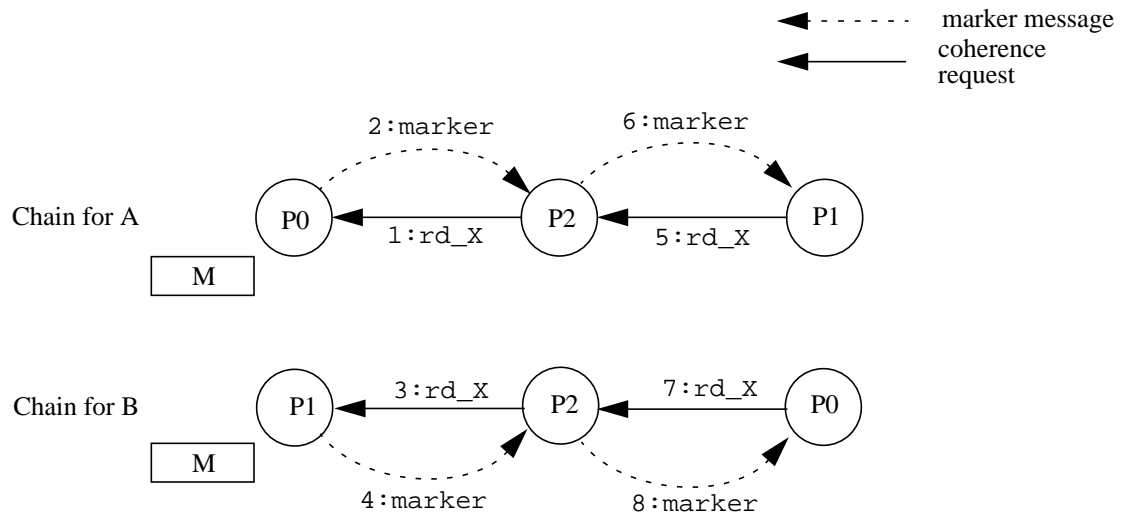 marker message
coherence
request
2:marker
6:marker
Chain for A
P0
P2
P1
1:rd_X
5:rd_X
M
Chain for B
P1
3:rd_X
P2
7:rd_X
P0
M
4:marker
8:marker